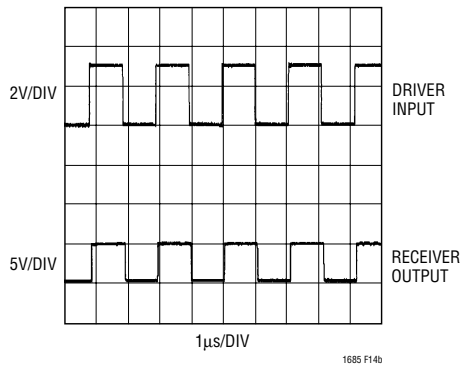 2V/DIV
DRIVER
INPUT
5V/DIV
RECEIVER
OUTPUT
1µs/DIV
1685 F14b